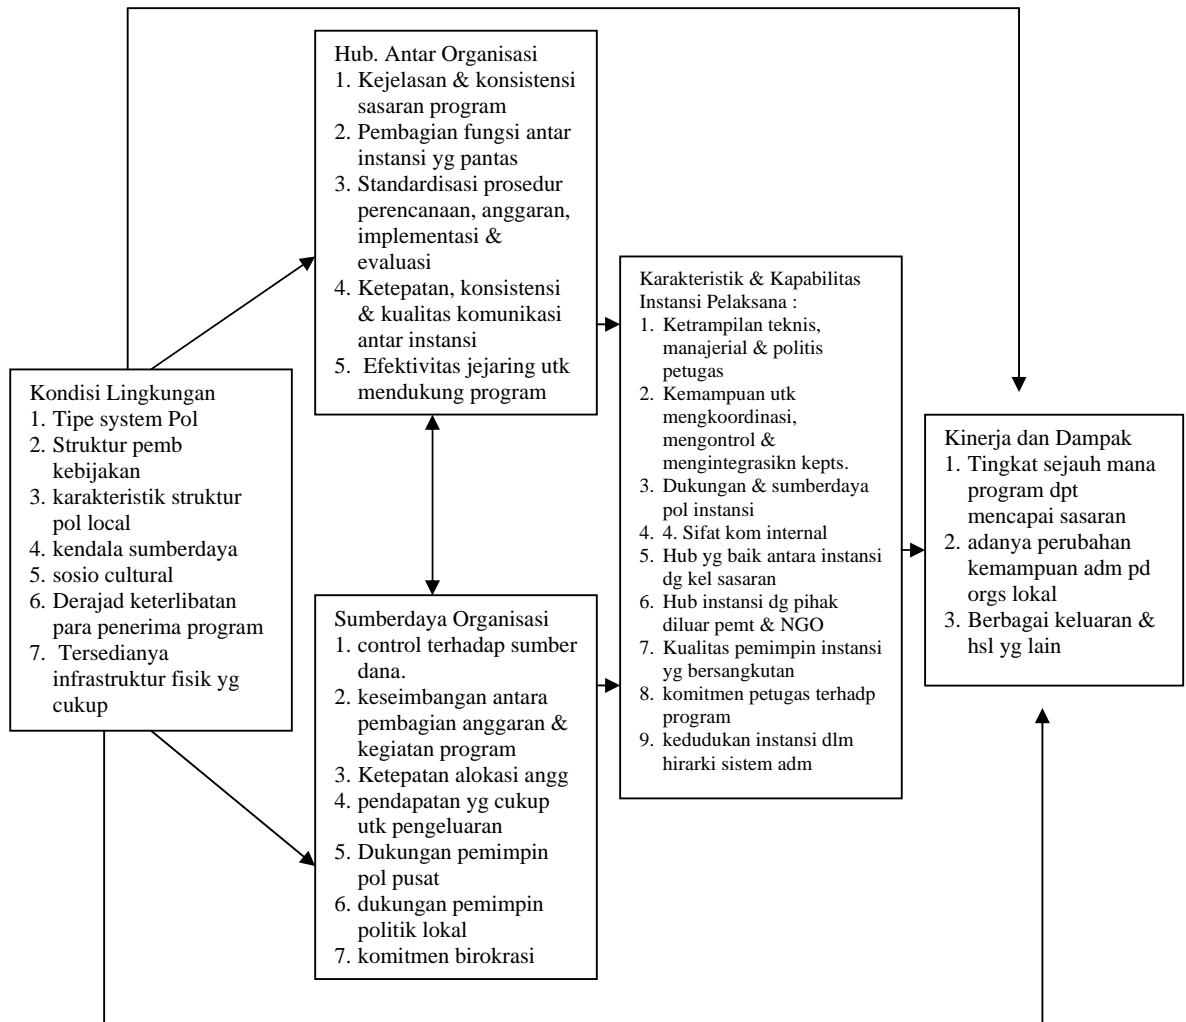 Hub. Antar Organisasi
1. Kejelasan & konsistensi
sasaran program
2. Pembagian fungsi antar
instansi yg pantas
3. Standardisasi prosedur
perencanaan, anggaran,
implementasi &
evaluasi
4. Ketepatan, konsistensi
& kualitas komunikasi
antar instansi
5. Efektivitas jejaring utk
mendukung program
Kondisi Lingkungan
1. Tipe system Pol
2. Struktur pemb
kebijakan
3. karakteristik struktur
pol local
4. kendala sumberdaya
5. sosio cultural
6. Derajad keterlibatan
para penerima program
7. Tersedianya
infrastruktur fisik yg
cukup
Sumberdaya Organisasi
1. control terhadap sumber
dana.
2. keseimbangan antara
pembagian anggaran &
kegiatan program
3. Ketepatan alokasi angg
4. pendapatan yg cukup
utk pengeluaran
5. Dukungan pemimpin
pol pusat
6. dukungan pemimpin
politik lokal
7. komitmen birokrasi
Karakteristik & Kapabilitas
Instansi Pelaksana :
1. Ketrampilan teknis,
manajerial & politis
petugas
2. Kemampuan utk
mengkoordinasi,
mengontrol &
mengintegrasikn kepts.
3. Dukungan & sumberdaya
pol instansi
4. 4. Sifat kom internal
5. Hub yg baik antara instansi
dg kel sasaran
6. Hub instansi dg pihak
diluar pemt & NGO
7. Kualitas pemimpin instansi
yg bersangkutan
8. komitmen petugas terhadp
program
9. kedudukan instansi dlm
hirarki sistem adm
Kinerja dan Dampak
1. Tingkat sejauh mana
program dpt
mencapai sasaran
2. adanya perubahan
kemampuan adm pd
orgs lokal
3. Berbagai keluaran &
hsl yg lain